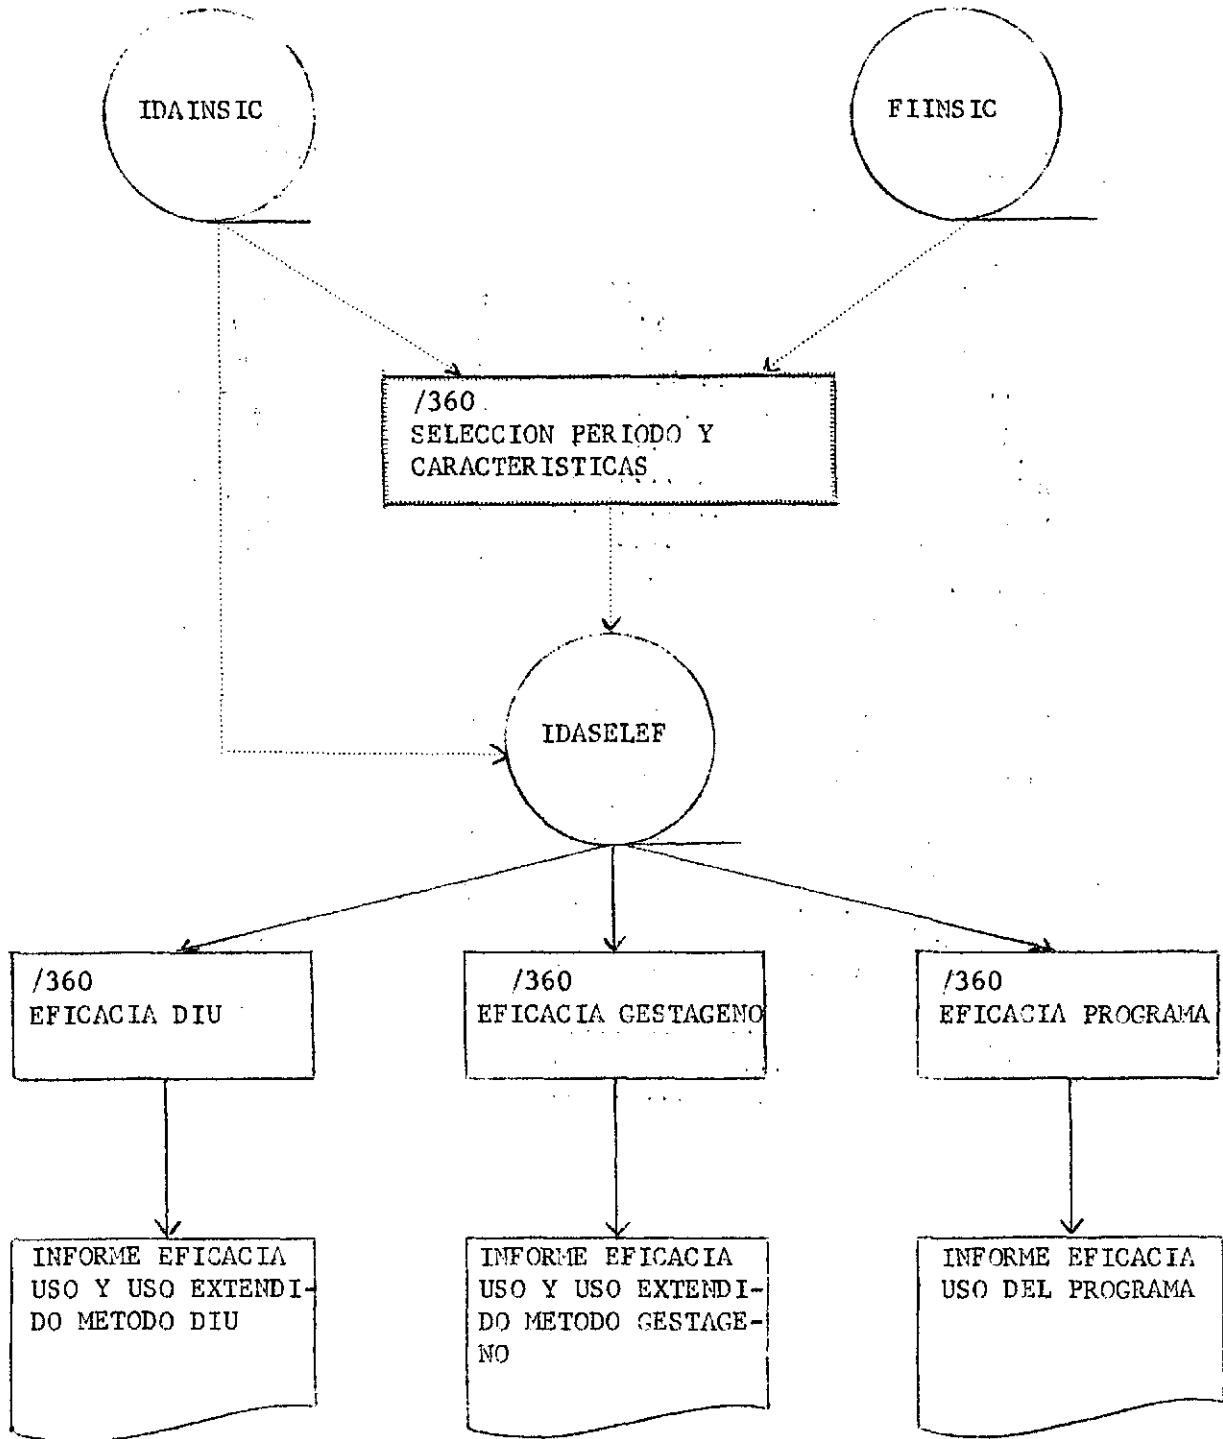 IDAINSIC
FIINSIC
/360
SELECCION PERIODO Y
CARACTERISTICAS
IDASELEF
/360
EFICACIA DIU
/360
EFICACIA GESTAGENO
/360
EFICACIA PROGRAMA
INFORME EFICACIA
USO Y USO EXTENDI-
DO METODO DIU
INFORME EFICACIA
USO Y USO EXTENDI-
DO METODO GESTAGE-
NO
INFORME EFICACIA
USO DEL PROGRAMA